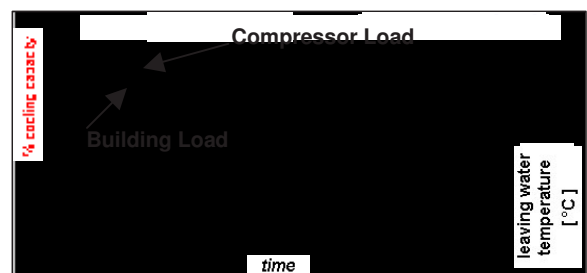 Compressor Load
% cooling capacity
Building Load
leaving water
temperature
[ °C ]
time